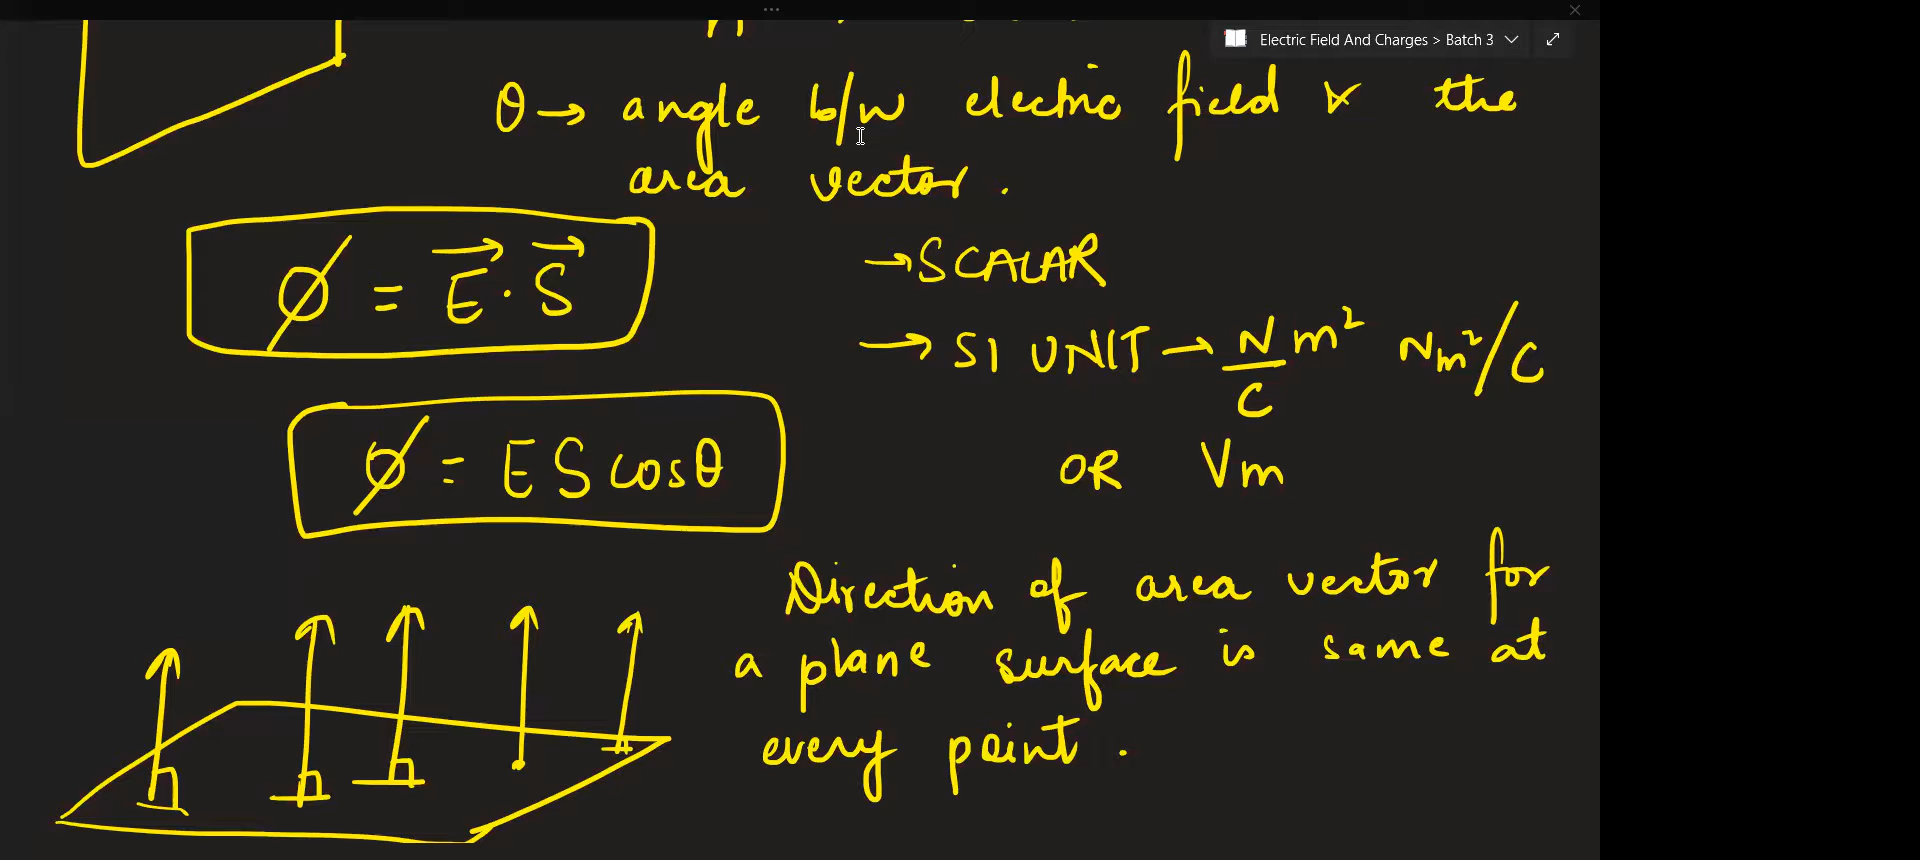 Electric Field And Charges > Batch 3
θ → angle b/w electric field & the
area vector.
ϕ = E⃗ · S⃗
→ SCALAR
→ SI UNIT → N/C m² Nm²/C
ϕ = E S cosθ
OR Vm
Direction of area vector for
a plane surface is same at
every point.